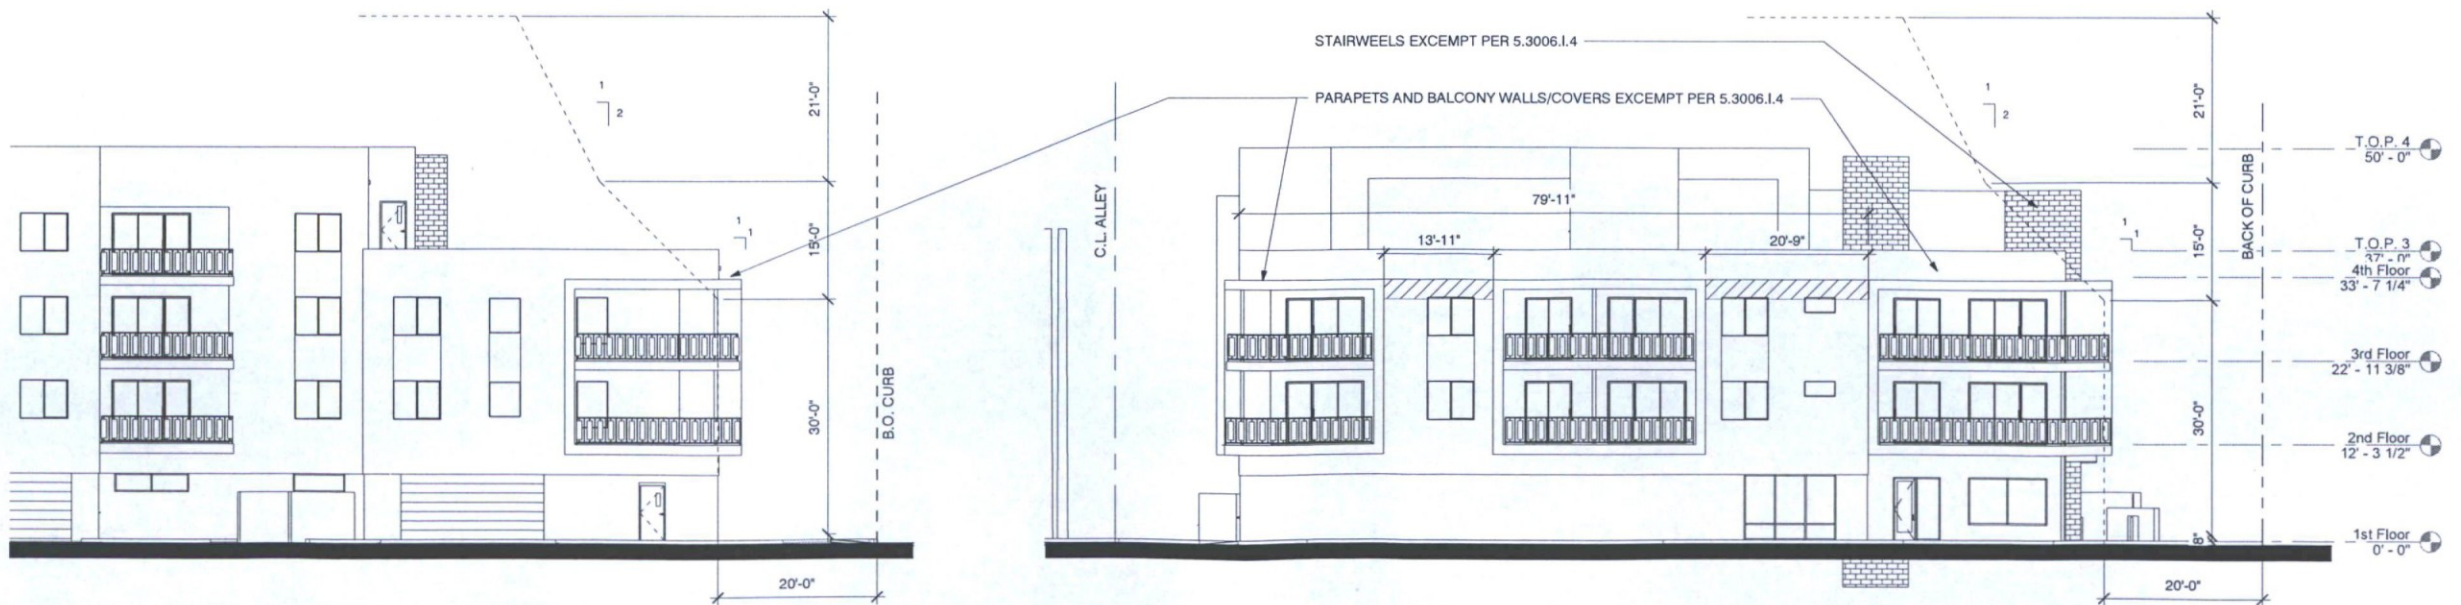 STAIRWEELS EXCEMPT PER 5.3006.I.4
PARAPETS AND BALCONY WALLS/COVERS EXCEMPT PER 5.3006.I.4
1
2
21'-0"
1
1
15'-0"
30'-0"
B.O. CURB
20'-0"
C.L. ALLEY
79'-11"
13'-11"
20'-9"
1
2
21'-0"
1
1
15'-0"
30'-0"
8"
BACK OF CURB
20'-0"
T.O.P. 4
50' - 0"
T.O.P. 3
37' - 0"
4th Floor
33' - 7 1/4"
3rd Floor
22' - 11 3/8"
2nd Floor
12' - 3 1/2"
1st Floor
0' - 0"